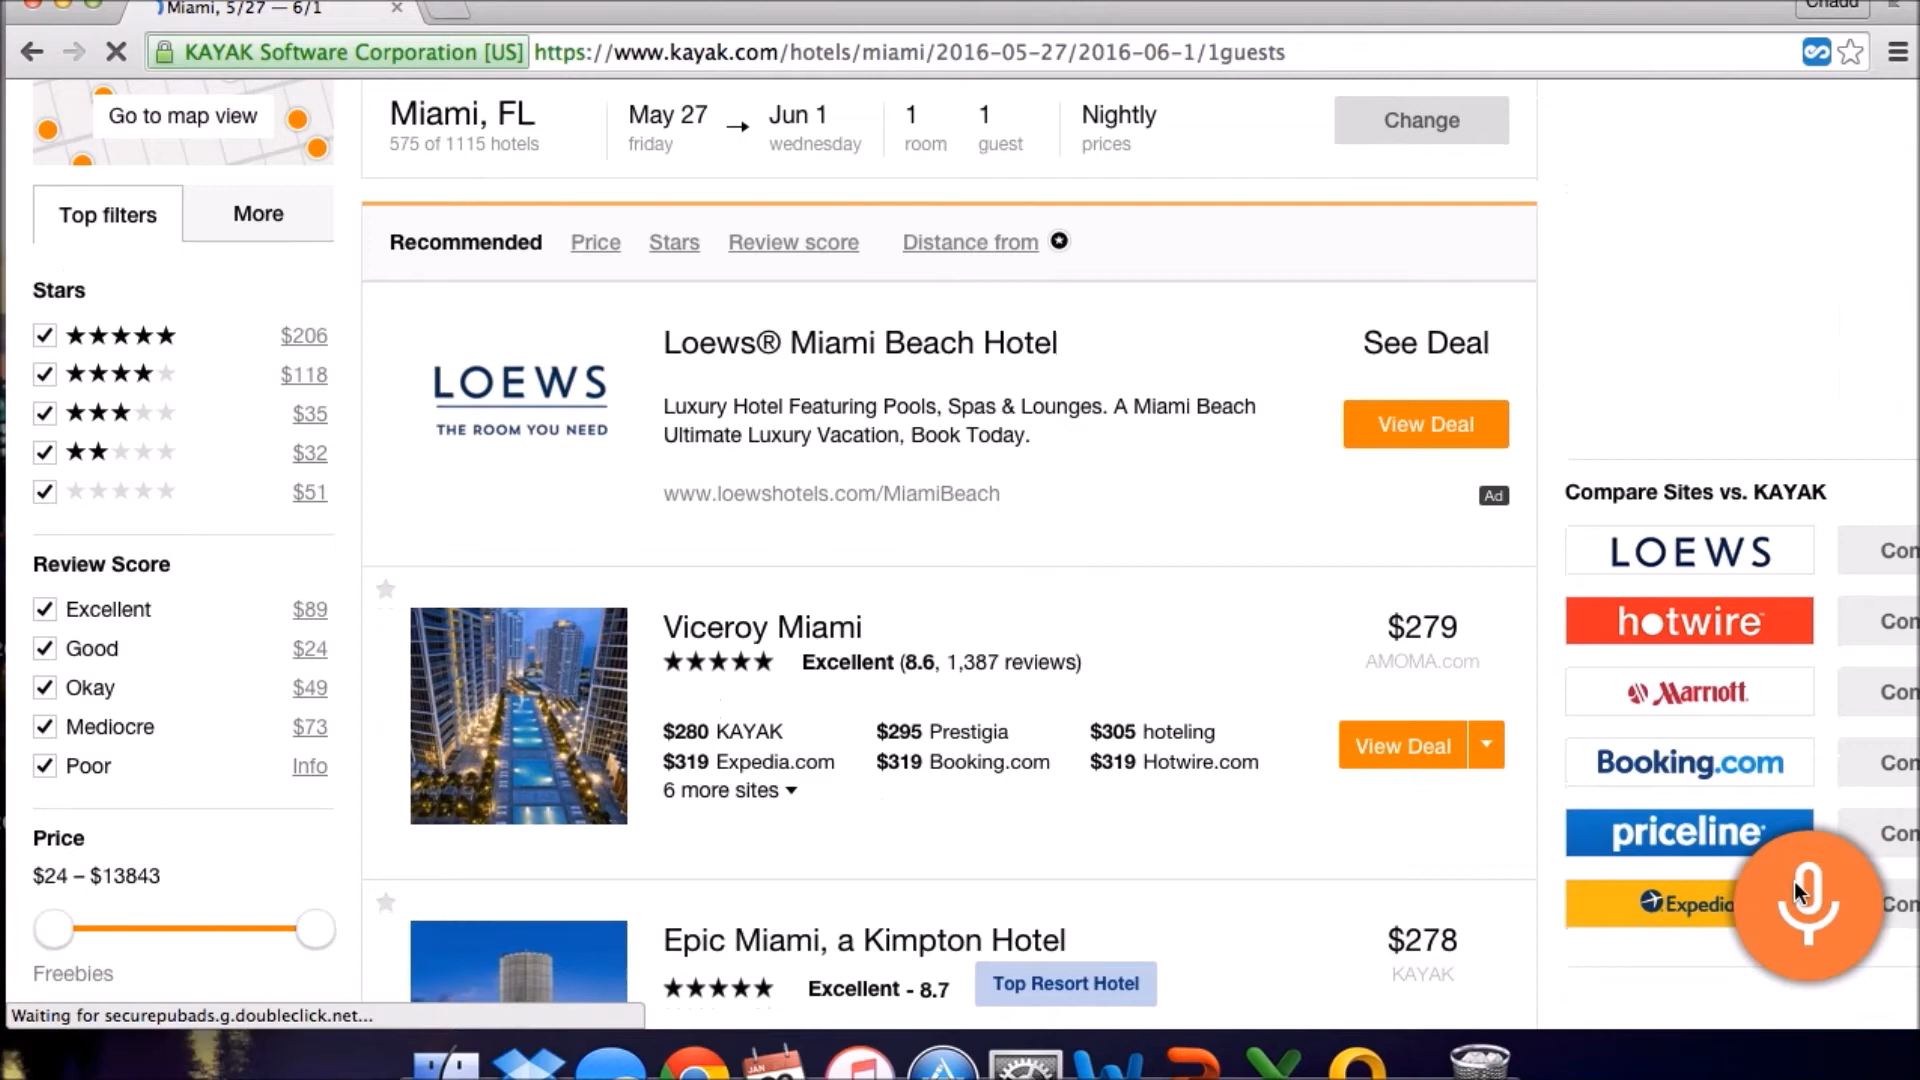 Miami, 5/27 — 6/1
Chadd
KAYAK Software Corporation [US] https://www.kayak.com/hotels/miami/2016-05-27/2016-06-1/1guests
Go to map view
Miami, FL
575 of 1115 hotels
May 27
friday
Jun 1
wednesday
1
room
1
guest
Nightly
prices
Change
Top filters
More
Recommended
Price
Stars
Review score
Distance from
Stars
$206
$118
$35
$32
$51
Review Score
Excellent $89
Good $24
Okay $49
Mediocre $73
Poor Info
Price
$24 – $13843
Freebies
LOEWS
THE ROOM YOU NEED
Loews® Miami Beach Hotel
Luxury Hotel Featuring Pools, Spas & Lounges. A Miami Beach
Ultimate Luxury Vacation, Book Today.
www.loewshotels.com/MiamiBeach
See Deal
View Deal
Ad
Viceroy Miami
Excellent (8.6, 1,387 reviews)
$280 KAYAK $295 Prestigia $305 hoteling
$319 Expedia.com $319 Booking.com $319 Hotwire.com
6 more sites
$279
AMOMA.com
View Deal
Epic Miami, a Kimpton Hotel
Excellent - 8.7
Top Resort Hotel
$278
KAYAK
Compare Sites vs. KAYAK
LOEWS Con
hotwire Con
Marriott Con
Booking.com Con
priceline Con
Expedia Con
Waiting for securepubads.g.doubleclick.net...
JAN